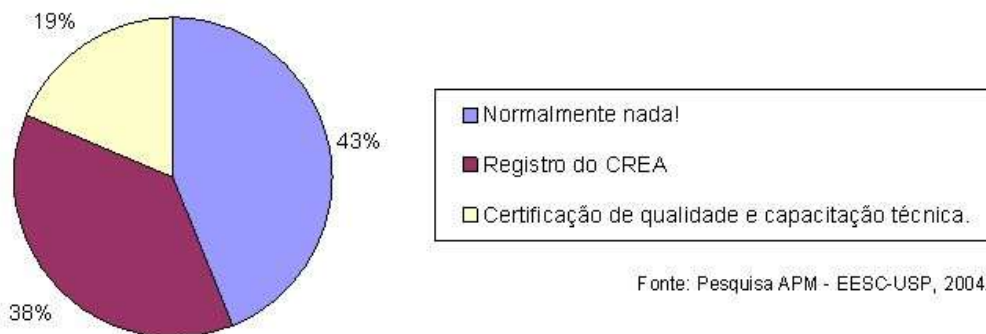 19%
43%
38%
Normalmente nada!
Registro do CREA
Certificação de qualidade e capacitação técnica.
Fonte: Pesquisa APM - EESC-USP, 2004.